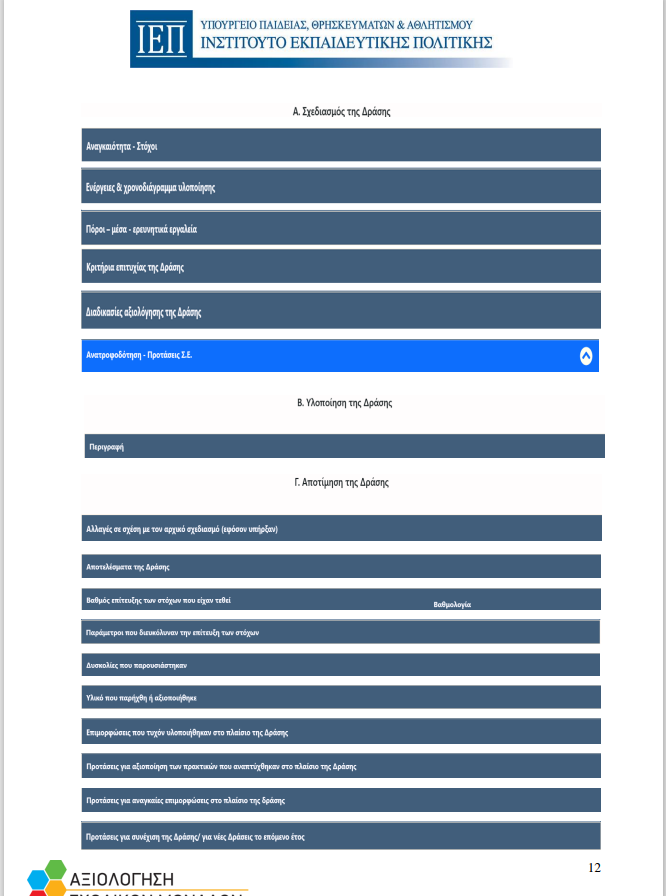 ΙΕΠ
ΥΠΟΥΡΓΕΙΟ ΠΑΙΔΕΙΑΣ, ΘΡΗΣΚΕΥΜΑΤΩΝ & ΑΘΛΗΤΙΣΜΟΥ
ΙΝΣΤΙΤΟΥΤΟ ΕΚΠΑΙΔΕΥΤΙΚΗΣ ΠΟΛΙΤΙΚΗΣ
Α. Σχεδιασμός της Δράσης
Αναγκαιότητα - Στόχοι
Ενέργειες & χρονοδιάγραμμα υλοποίησης
Πόροι – μέσα - ερευνητικά εργαλεία
Κριτήρια επιτυχίας της Δράσης
Διαδικασίες αξιολόγησης της Δράσης
Ανατροφοδότηση - Προτάσεις Σ.Ε.
Β. Υλοποίηση της Δράσης
Περιγραφή
Γ. Αποτίμηση της Δράσης
Αλλαγές σε σχέση με τον αρχικό σχεδιασμό (εφόσον υπήρξαν)
Αποτελέσματα της Δράσης
Βαθμός επίτευξης των στόχων που είχαν τεθεί
Βαθμολογία
Παράμετροι που διευκόλυναν την επίτευξη των στόχων
Δυσκολίες που παρουσιάστηκαν
Υλικό που παρήχθη ή αξιοποιήθηκε
Επιμορφώσεις που τυχόν υλοποιήθηκαν στο πλαίσιο της Δράσης
Προτάσεις για αξιοποίηση των πρακτικών που αναπτύχθηκαν στο πλαίσιο της Δράσης
Προτάσεις για αναγκαίες επιμορφώσεις στο πλαίσιο της δράσης
Προτάσεις για συνέχιση της Δράσης/ για νέες Δράσεις το επόμενο έτος
12
ΑΞΙΟΛΟΓΗΣΗ